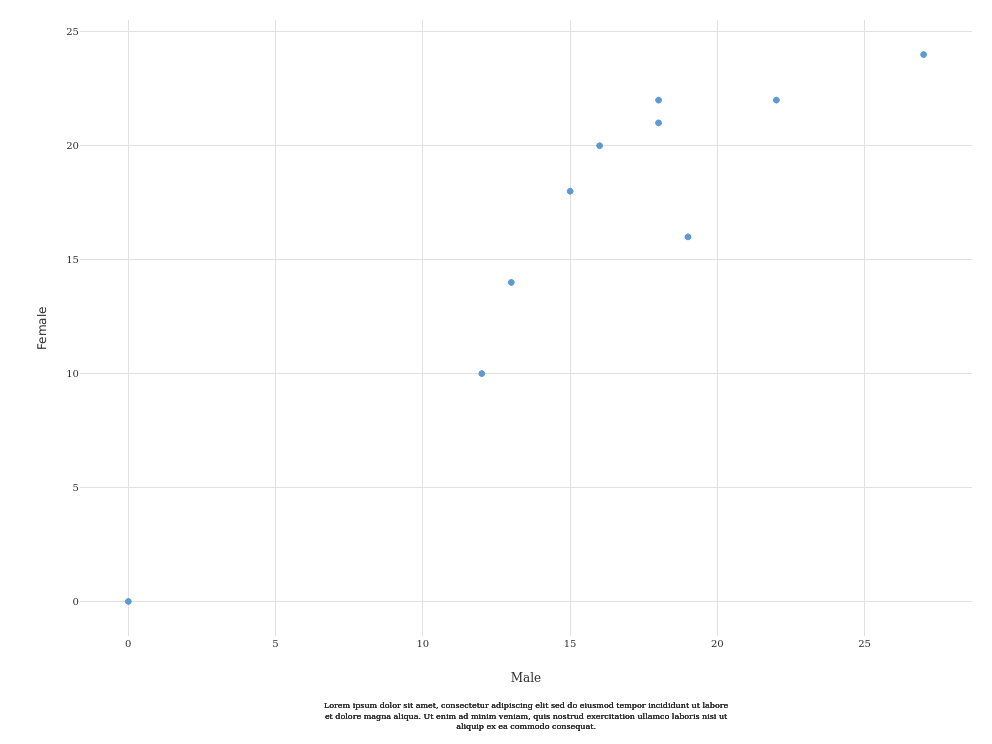 25
20
15
10
5
0
Female
0 5 10 15 20 25
Male
Lorem ipsum dolor sit amet, consectetur adipiscing elit sed do eiusmod tempor incididunt ut labore
et dolore magna aliqua. Ut enim ad minim veniam, quis nostrud exercitation ullamco laboris nisi ut
aliquip ex ea commodo consequat.